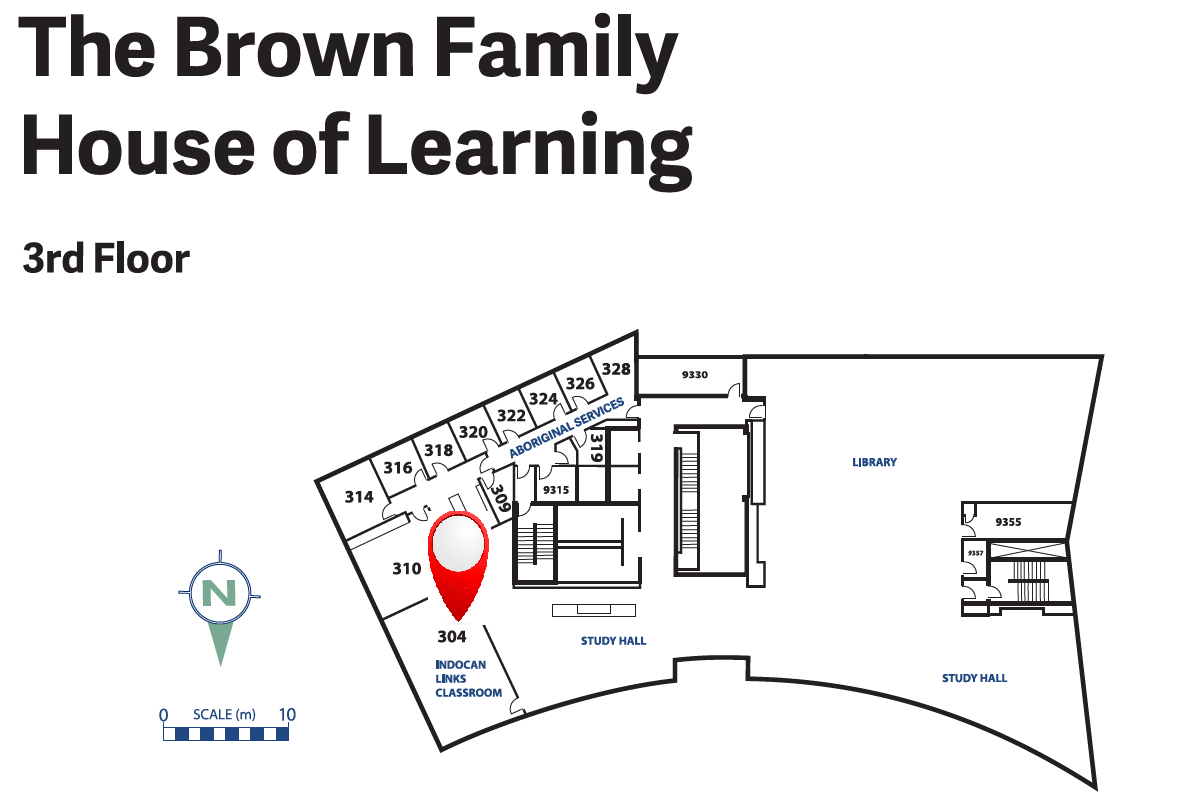 The Brown Family
House of Learning
3rd Floor
328
9330
326
324
322
ABORIGINAL SERVICES
320
319
318
LIBRARY
316
314
309
9315
9355
9357
310
N
304
STUDY HALL
INDOCAN
LINKS
CLASSROOM
STUDY HALL
0 SCALE (m) 10